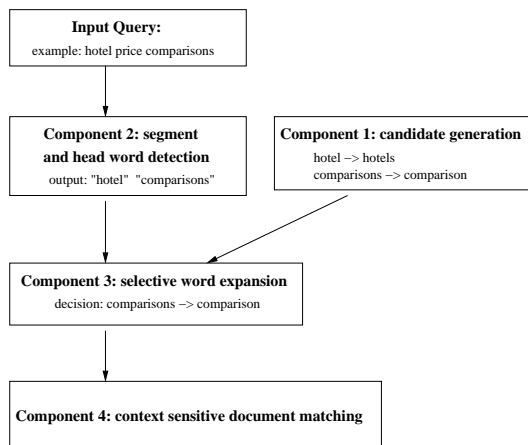 Input Query:
example: hotel price comparisons
Component 2: segment
and head word detection
output: "hotel" "comparisons"
Component 1: candidate generation
hotel −> hotels
comparisons −> comparison
Component 3: selective word expansion
decision: comparisons −> comparison
Component 4: context sensitive document matching